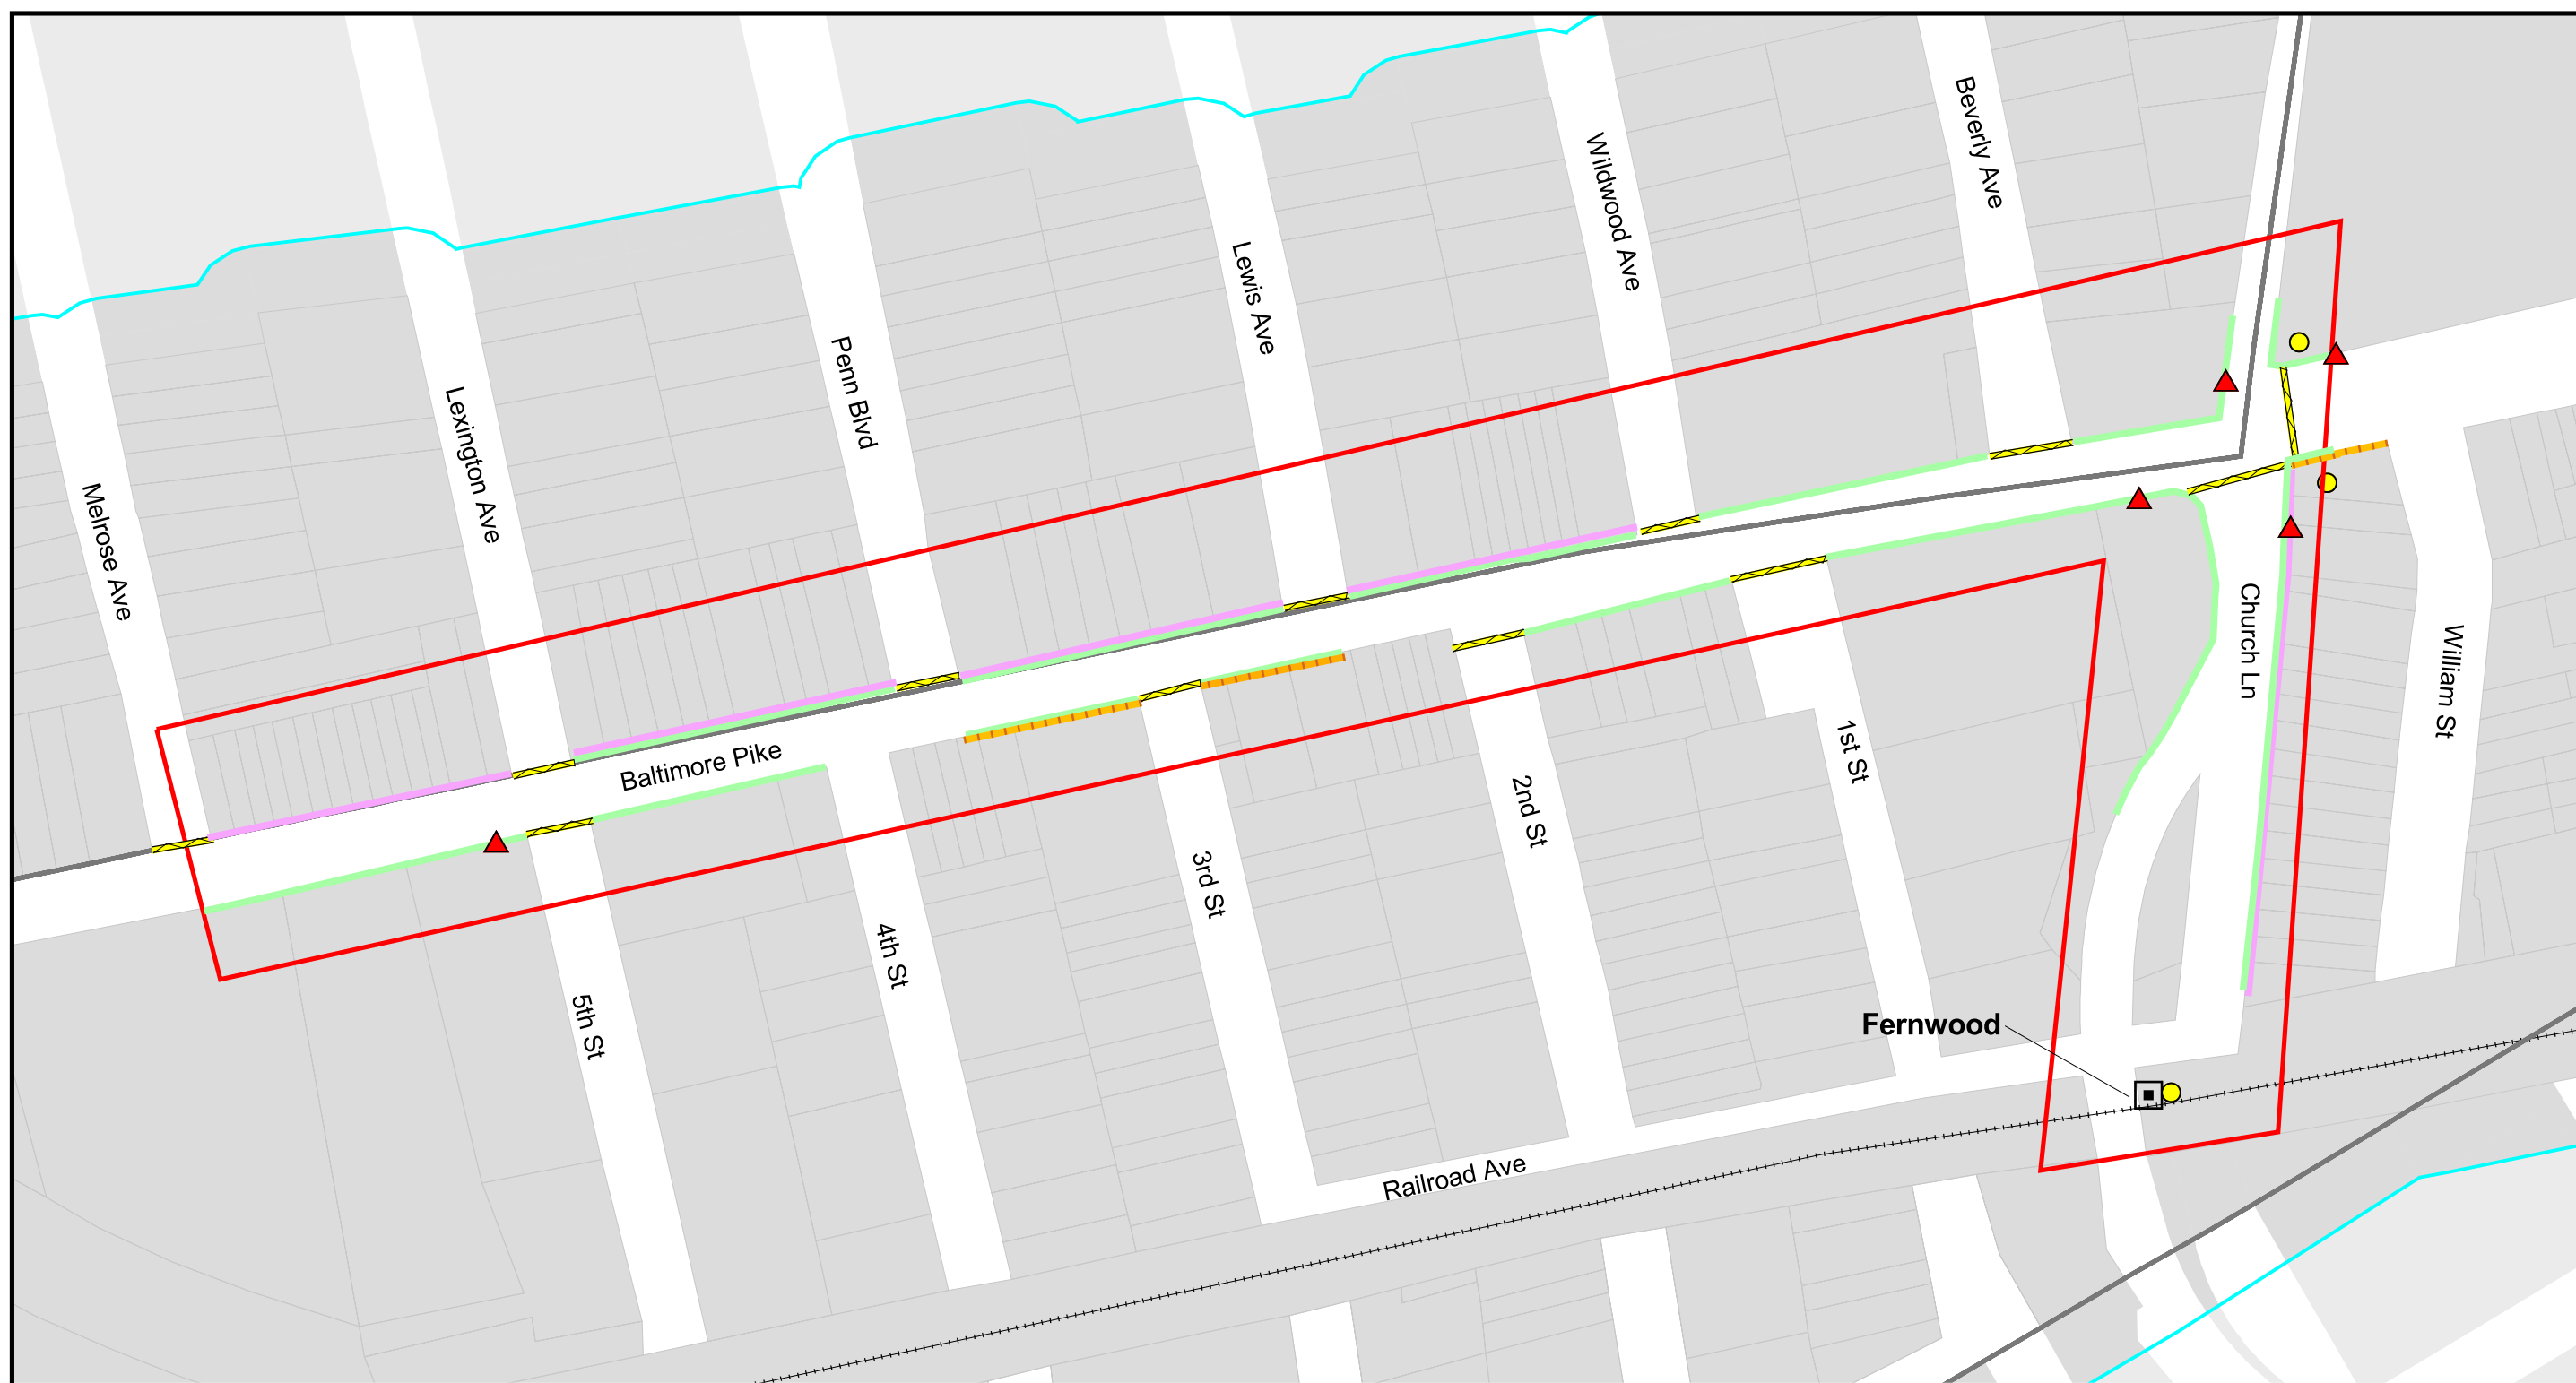 Beverly Ave
Wildwood Ave
Lewis Ave
Penn Blvd
Lexington Ave
Melrose Ave
Baltimore Pike
Church Ln
William St
1st St
2nd St
3rd St
4th St
5th St
Fernwood
Railroad Ave